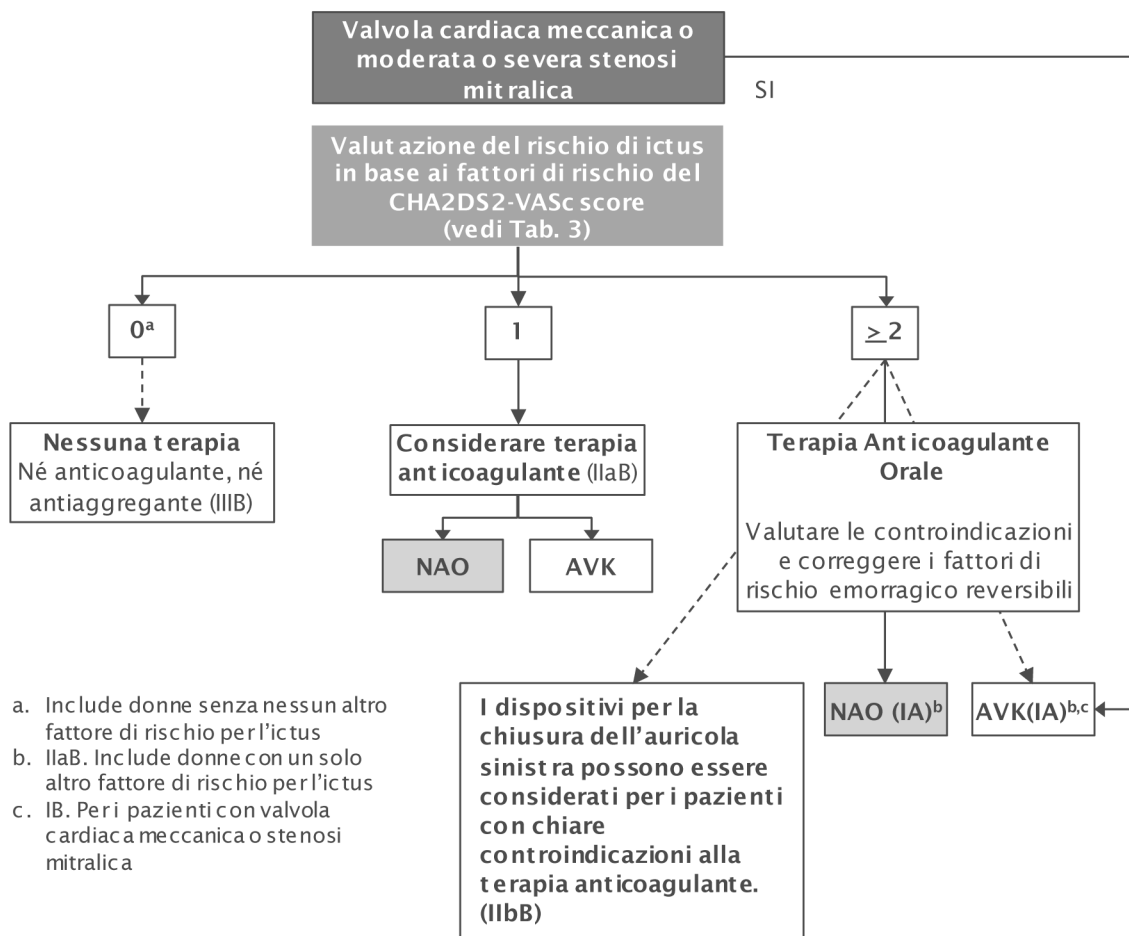 Valvola cardiaca meccanica o
moderata o severa stenosi
mitralica
SI
Valutazione del rischio di ictus
in base ai fattori di rischio del
CHA2DS2-VASc score
(vedi Tab. 3)
0ᵃ
1
≥ 2
Nessuna terapia
Né anticoagulante, né
antiaggregante (IIIB)
Considerare terapia
anticoagulante (IIaB)
NAO
AVK
Terapia Anticoagulante
Orale
Valutare le controindicazioni
e correggere i fattori di
rischio emorragico reversibili
I dispositivi per la
chiusura dell'auricola
sinistra possono essere
considerati per i pazienti
con chiare
controindicazioni alla
terapia anticoagulante.
(IIbB)
NAO (IA)ᵇ
AVK(IA)ᵇ,ᶜ
a. Include donne senza nessun altro
fattore di rischio per l'ictus
b. IIaB. Include donne con un solo
altro fattore di rischio per l'ictus
c. IB. Per i pazienti con valvola
cardiaca meccanica o stenosi
mitralica